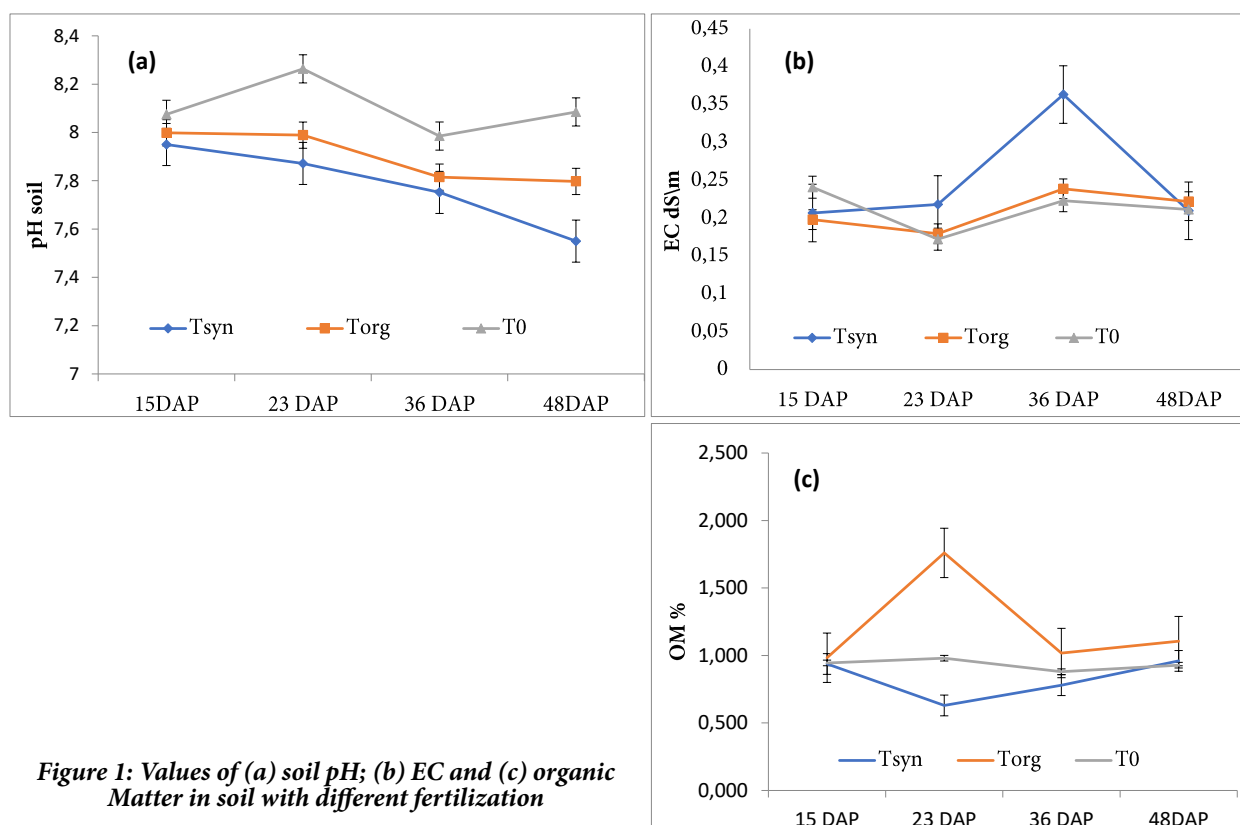 8,4
8,2
8
7,8
7,6
7,4
7,2
7
pH soil
(a)
Tsyn Torg T0
15DAP 23 DAP 36 DAP 48DAP
0,45
0,4
0,35
0,3
0,25
0,2
0,15
0,1
0,05
0
EC dS\m
(b)
Tsyn Torg T0
15 DAP 23 DAP 36 DAP 48DAP
2,500
2,000
1,500
1,000
0,500
0,000
OM %
(c)
Tsyn Torg T0
15 DAP 23 DAP 36 DAP 48DAP
Figure 1: Values of (a) soil pH; (b) EC and (c) organic
Matter in soil with different fertilization